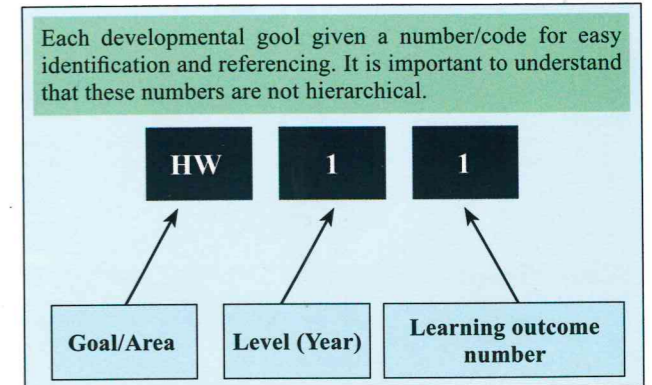 Each developmental gool given a number/code for easy
identification and referencing. It is important to understand
that these numbers are not hierarchical.
HW 1 1
Goal/Area Level (Year) Learning outcome
number